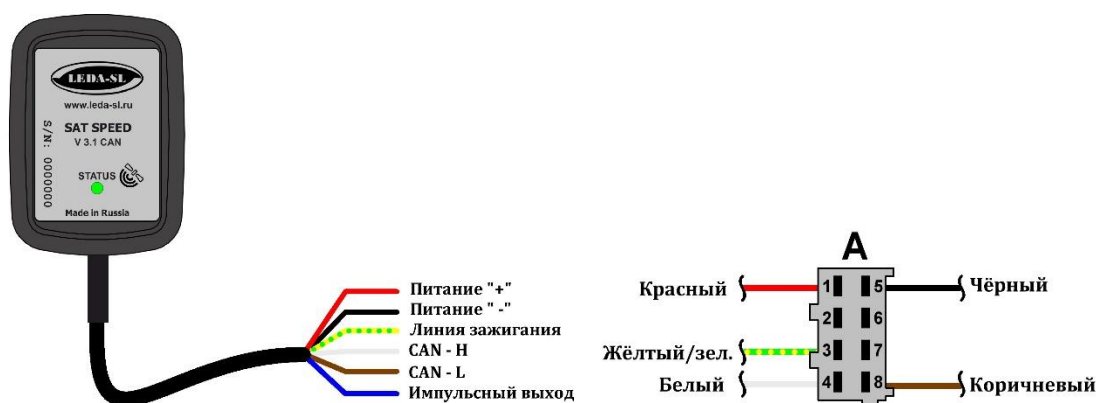 LEDA-SL
www.leda-sl.ru
SAT SPEED
V 3.1 CAN
S/N: 0000000
STATUS
Made in Russia
Питание "+"
Питание "-"
Линия зажигания
CAN - H
CAN - L
Импульсный выход
A
Красный 1 5 Чёрный
2 6
Жёлтый/зел. 3 7
Белый 4 8 Коричневый